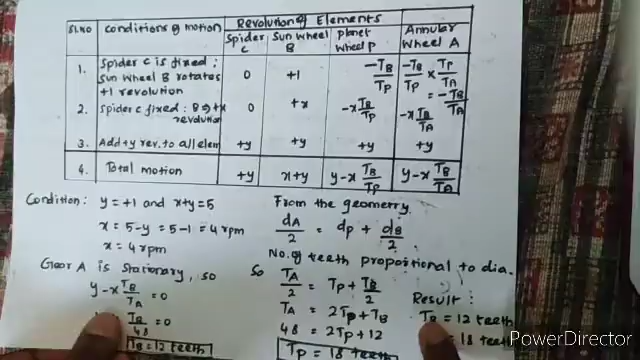 Revolution of Elements
Sl.No Conditions of motion Spider C Sun wheel B planet wheel P Annular Wheel A
1. Spider C is fixed; Sun wheel B rotates +1 revolution 0 +1 -TB/TP -TB/TP × TP/TA = -TB/TA
2. Spider C fixed: B +x revolution 0 +x -x TB/TP -x TB/TA
3. Add +y rev. to all elem +y +y +y +y
4. Total motion +y x+y y-x TB/TP y-x TB/TA
Condition: y = +1 and x+y = 5
x = 5-y = 5-1 = 4 rpm
x = 4 rpm
Gear A is stationary, so
y-x TB/TA = 0
TB/48 = 0
TB = 12 teeth
From the geomerry.
dA/2 = dp + dB/2
No. of teeth propotional to dia.
So TA/2 = TP + TB/2
TA = 2TP + TB
48 = 2TP + 12
TP = 18 teeth
Result:
TB = 12 teeth
= 18 teeth
PowerDirector